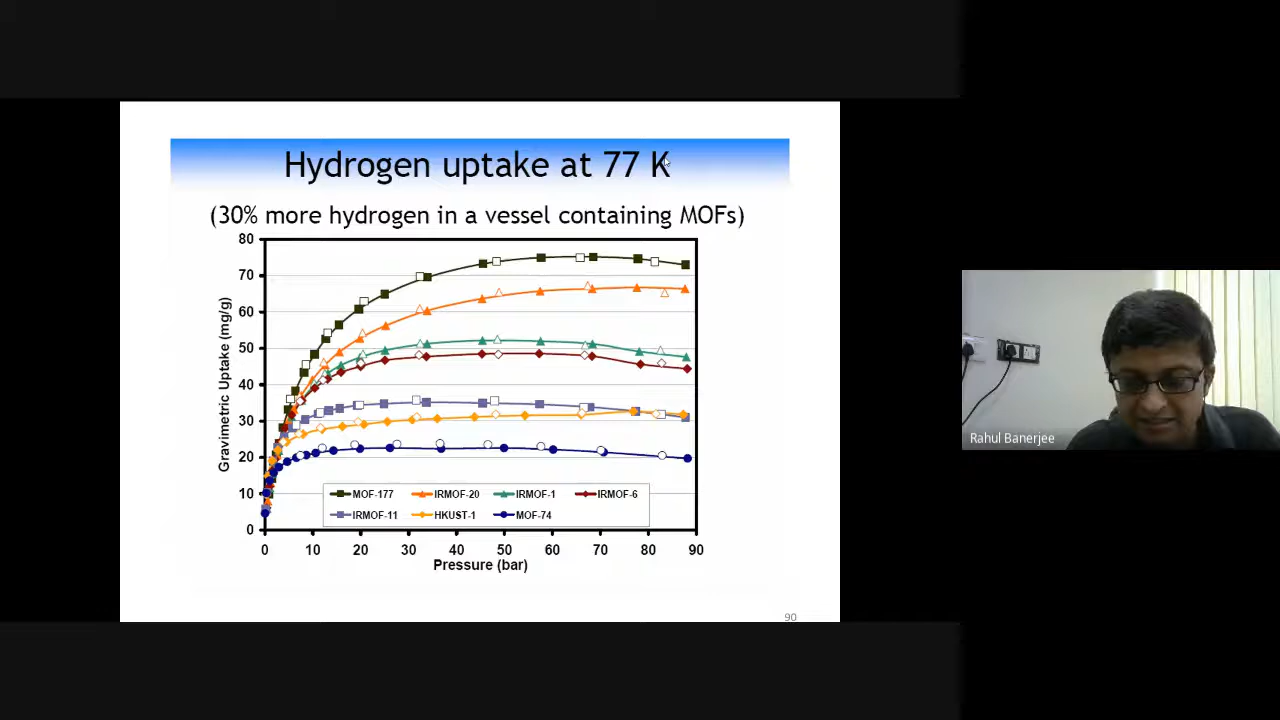 Hydrogen uptake at 77 K
(30% more hydrogen in a vessel containing MOFs)
80
70
60
50
40
30
20
10
0
Gravimetric Uptake (mg/g)
MOF-177 IRMOF-20 IRMOF-1 IRMOF-6
IRMOF-11 HKUST-1 MOF-74
0 10 20 30 40 50 60 70 80 90
Pressure (bar)
90
Rahul Banerjee